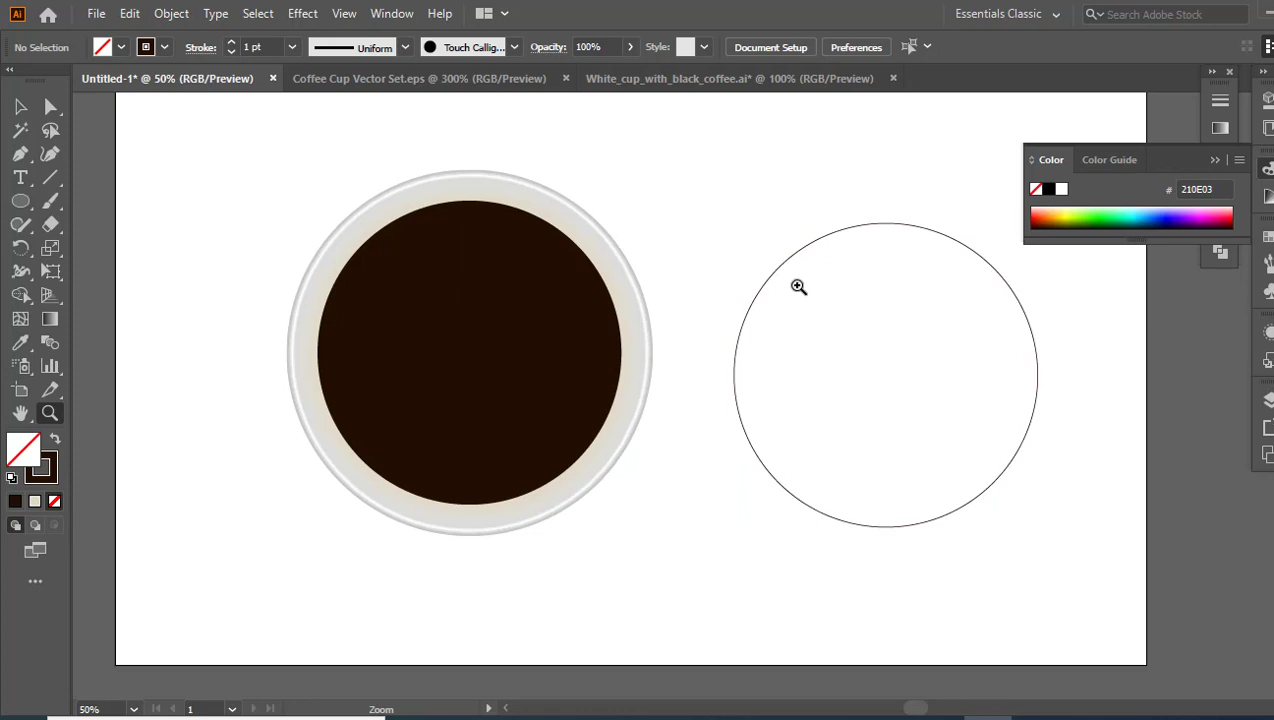 Ai File Edit Object Type Select Effect View Window Help Essentials Classic Search Adobe Stock
No Selection Stroke: 1 pt Uniform Touch Callig... Opacity: 100% Style: Document Setup Preferences
Untitled-1* @ 50% (RGB/Preview) × Coffee Cup Vector Set.eps @ 300% (RGB/Preview) × White_cup_with_black_coffee.ai* @ 100% (RGB/Preview) ×
Color Color Guide
# 210E03
50% 1 Zoom